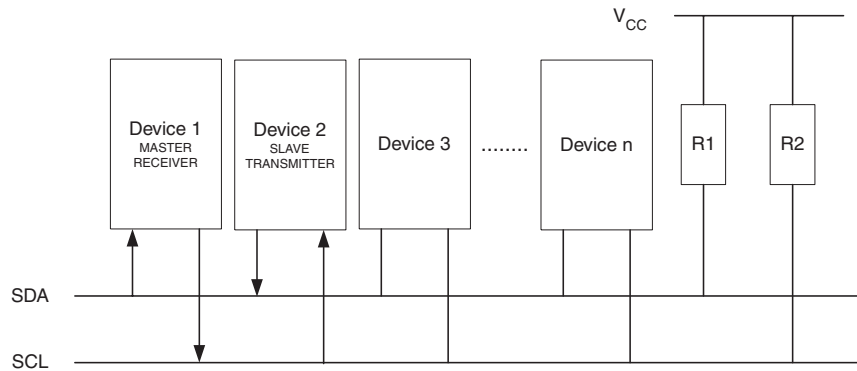 V_CC
Device 1
MASTER
RECEIVER
Device 2
SLAVE
TRANSMITTER
Device 3
........
Device n
R1
R2
SDA
SCL